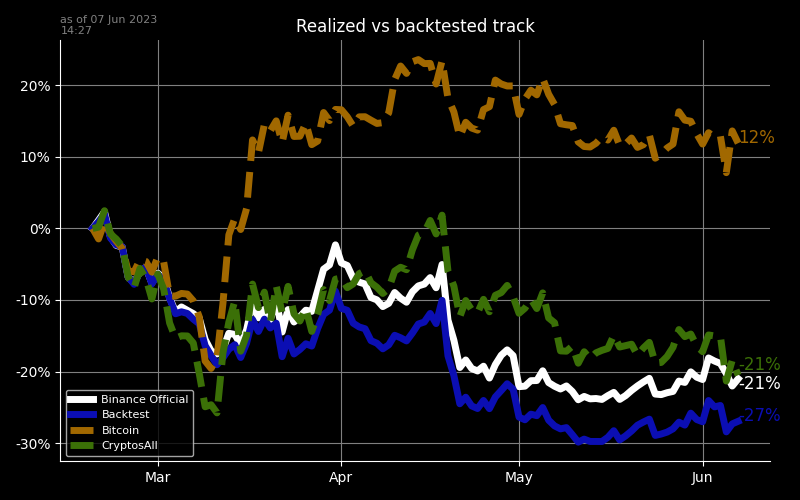 as of 07 Jun 2023
14:27
Realized vs backtested track
20%
10%
0%
-10%
-20%
-30%
12%
-21%
-21%
-27%
Binance Official
Backtest
Bitcoin
CryptosAll
Mar
Apr
May
Jun